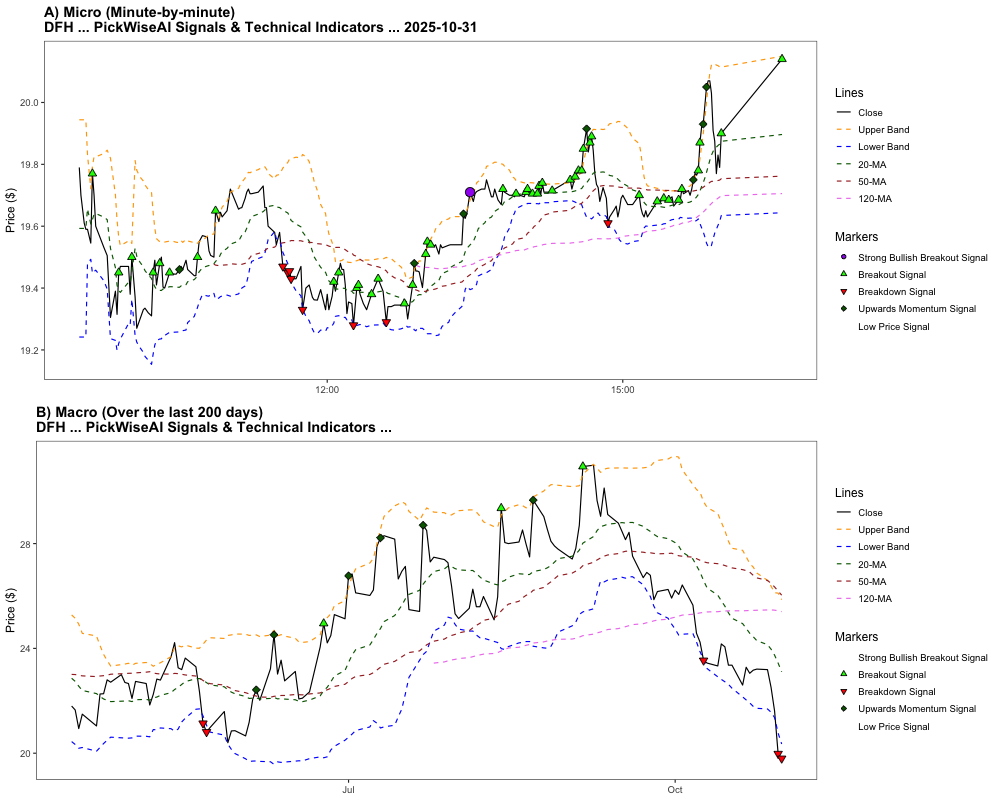 A) Micro (Minute-by-minute)
DFH ... PickWiseAI Signals & Technical Indicators ... 2025-10-31
Price ($)
20.0
19.8
19.6
19.4
19.2
12:00
15:00
Lines
Close
Upper Band
Lower Band
20-MA
50-MA
120-MA
Markers
Strong Bullish Breakout Signal
Breakout Signal
Breakdown Signal
Upwards Momentum Signal
Low Price Signal
B) Macro (Over the last 200 days)
DFH ... PickWiseAI Signals & Technical Indicators ...
Price ($)
28
24
20
Jul
Oct
Lines
Close
Upper Band
Lower Band
20-MA
50-MA
120-MA
Markers
Strong Bullish Breakout Signal
Breakout Signal
Breakdown Signal
Upwards Momentum Signal
Low Price Signal